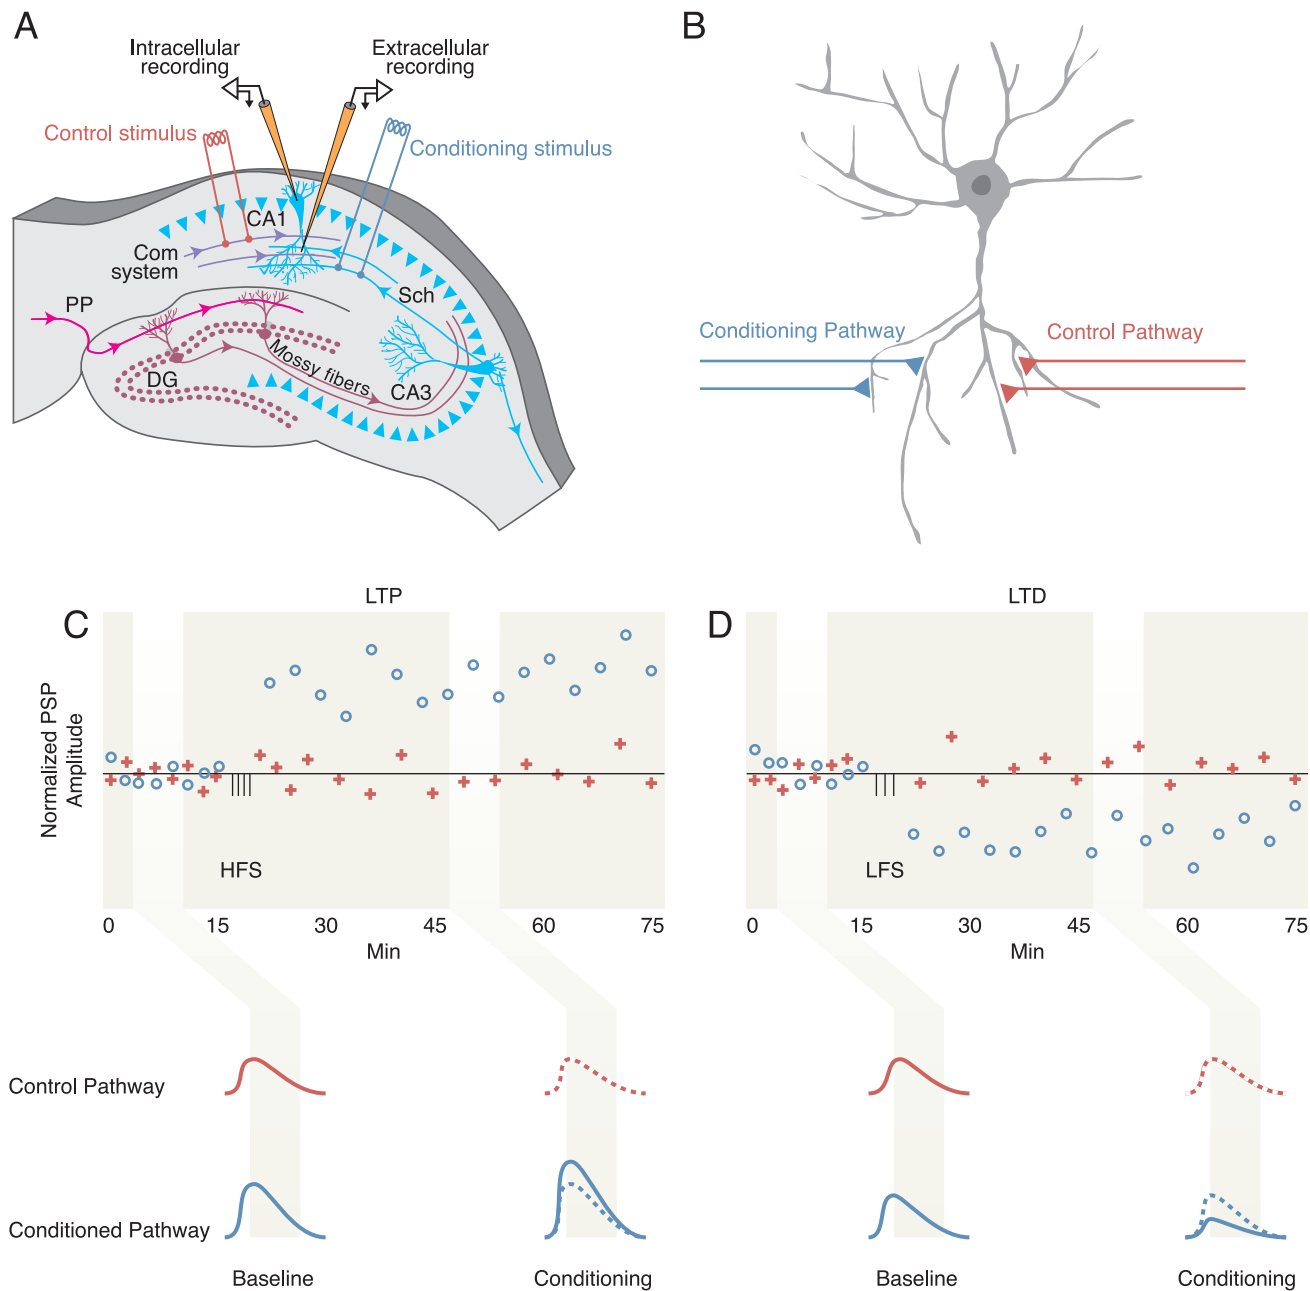 A
Intracellular
recording
Extracellular
recording
Control stimulus
Conditioning stimulus
CA1
Com
system
Sch
PP
Mossy fibers
DG
CA3
B
Conditioning Pathway
Control Pathway
C
LTP
Normalized PSP
Amplitude
HFS
0 15 30 45 60 75
Min
D
LTD
LFS
0 15 30 45 60 75
Min
Control Pathway
Conditioned Pathway
Baseline
Conditioning
Baseline
Conditioning